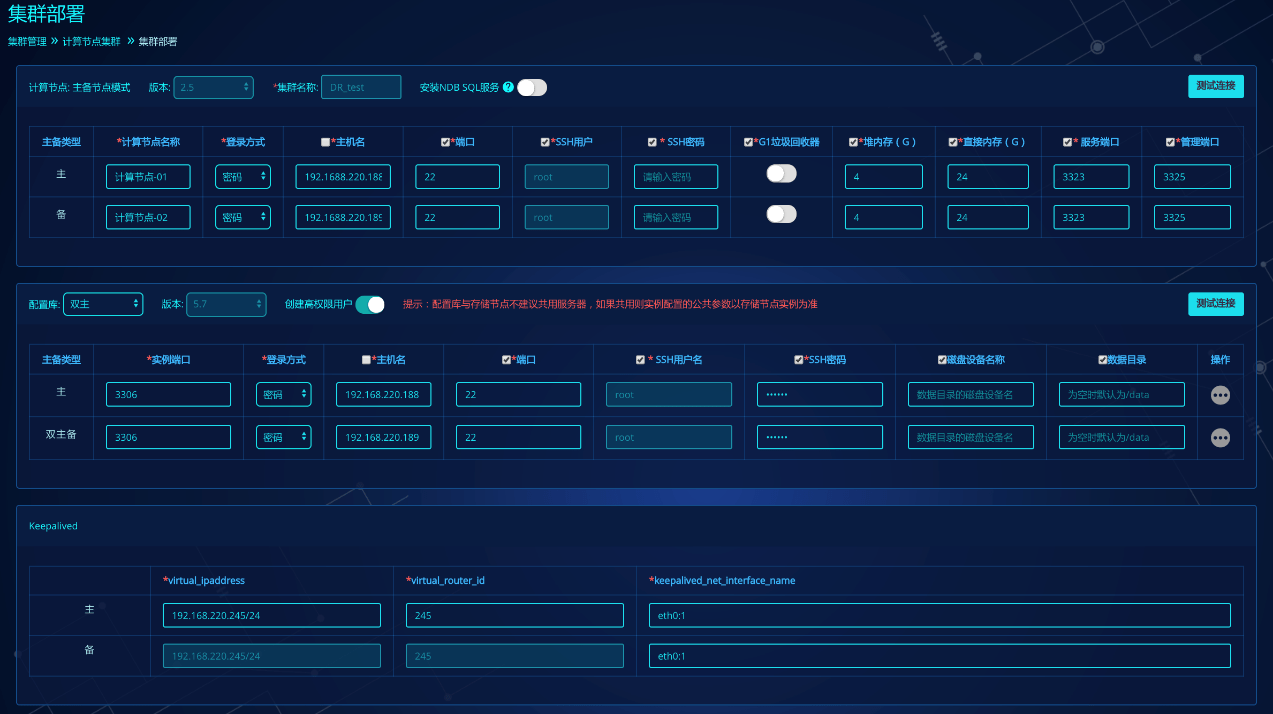 集群部署
集群管理 » 计算节点集群 » 集群部署
计算节点: 主备节点模式 版本: 2.5 *集群名称: DR_test 安装NDB SQL服务 ? 测试连接
主备类型 *计算节点名称 *登录方式 *主机名 *端口 *SSH用户 * SSH密码 *G1垃圾回收器 *堆内存（G） *直接内存（G） * 服务端口 *管理端口
主 计算节点-01 密码 192.1688.220.188 22 root 请输入密码 4 24 3323 3325
备 计算节点-02 密码 192.1688.220.189 22 root 请输入密码 4 24 3323 3325
配置库: 双主 版本: 5.7 创建高权限用户 提示：配置库与存储节点不建议共用服务器，如果共用则实例配置的公共参数以存储节点实例为准 测试连接
主备类型 *实例端口 *登录方式 *主机名 *端口 * SSH用户名 *SSH密码 磁盘设备名称 数据目录 操作
主 3306 密码 192.168.220.188 22 root •••••• 数据目录的磁盘设备名 为空时默认为/data
双主备 3306 密码 192.168.220.189 22 root •••••• 数据目录的磁盘设备名 为空时默认为/data
Keepalived
*virtual_ipaddress *virtual_router_id *keepalived_net_interface_name
主 192.168.220.245/24 245 eth0:1
备 192.168.220.245/24 245 eth0:1